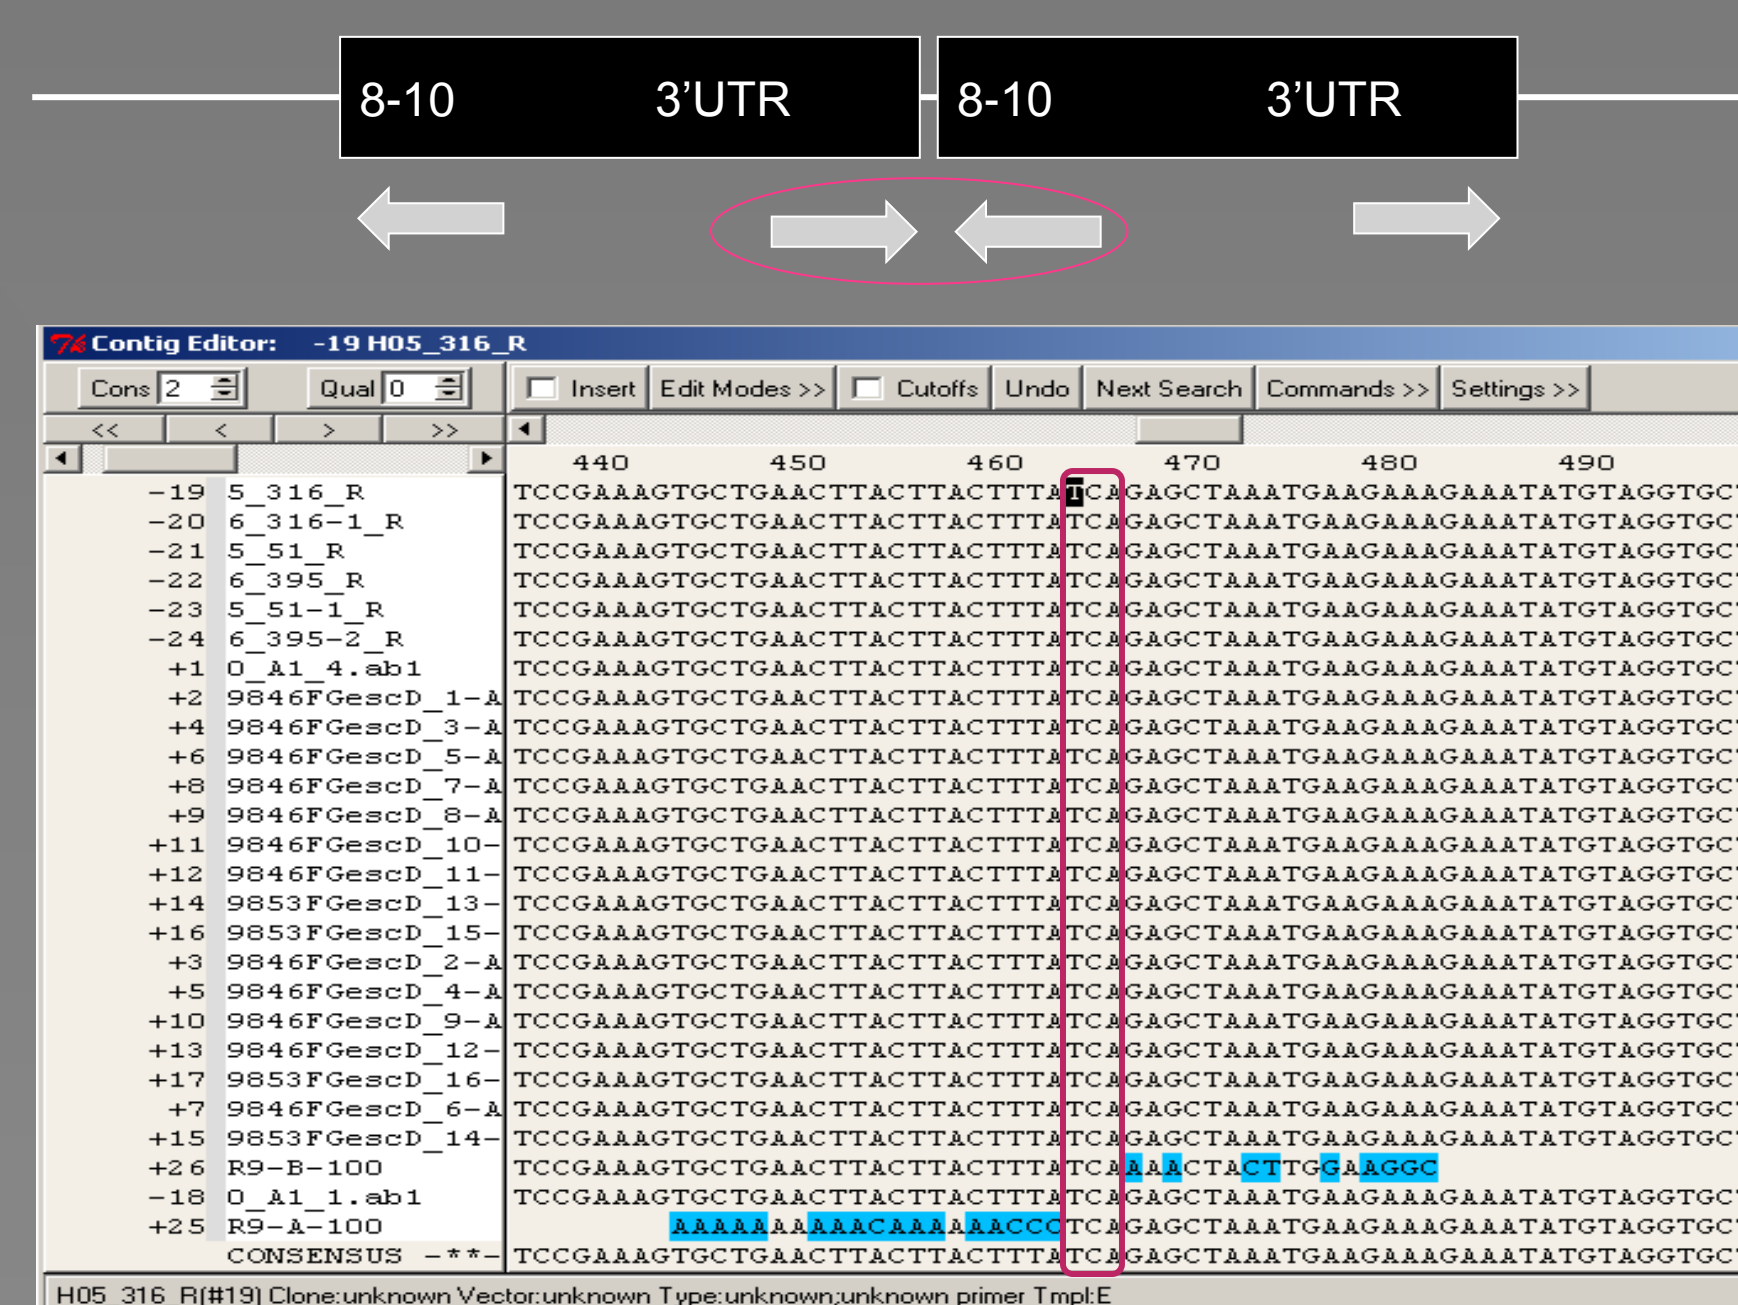 8-10 3’UTR 8-10 3’UTR
Contig Editor: -19 H05_316_R
Cons 2 Qual 0 Insert Edit Modes >> Cutoffs Undo Next Search Commands >> Settings >>
<< < > >>
440 450 460 470 480 490
-19 5_316_R TCCGAAAGTGCTGAACTTACTTACTTTATCAGAGCTAAATGAAGAAAGAAATATGTAGGTGC
-20 6_316-1_R TCCGAAAGTGCTGAACTTACTTACTTTATCAGAGCTAAATGAAGAAAGAAATATGTAGGTGC
-21 5_51_R TCCGAAAGTGCTGAACTTACTTACTTTATCAGAGCTAAATGAAGAAAGAAATATGTAGGTGC
-22 6_395_R TCCGAAAGTGCTGAACTTACTTACTTTATCAGAGCTAAATGAAGAAAGAAATATGTAGGTGC
-23 5_51-1_R TCCGAAAGTGCTGAACTTACTTACTTTATCAGAGCTAAATGAAGAAAGAAATATGTAGGTGC
-24 6_395-2_R TCCGAAAGTGCTGAACTTACTTACTTTATCAGAGCTAAATGAAGAAAGAAATATGTAGGTGC
+1 0_A1_4.ab1 TCCGAAAGTGCTGAACTTACTTACTTTATCAGAGCTAAATGAAGAAAGAAATATGTAGGTGC
+2 9846FGescD_1-A TCCGAAAGTGCTGAACTTACTTACTTTATCAGAGCTAAATGAAGAAAGAAATATGTAGGTGC
+4 9846FGescD_3-A TCCGAAAGTGCTGAACTTACTTACTTTATCAGAGCTAAATGAAGAAAGAAATATGTAGGTGC
+6 9846FGescD_5-A TCCGAAAGTGCTGAACTTACTTACTTTATCAGAGCTAAATGAAGAAAGAAATATGTAGGTGC
+8 9846FGescD_7-A TCCGAAAGTGCTGAACTTACTTACTTTATCAGAGCTAAATGAAGAAAGAAATATGTAGGTGC
+9 9846FGescD_8-A TCCGAAAGTGCTGAACTTACTTACTTTATCAGAGCTAAATGAAGAAAGAAATATGTAGGTGC
+11 9846FGescD_10- TCCGAAAGTGCTGAACTTACTTACTTTATCAGAGCTAAATGAAGAAAGAAATATGTAGGTGC
+12 9846FGescD_11- TCCGAAAGTGCTGAACTTACTTACTTTATCAGAGCTAAATGAAGAAAGAAATATGTAGGTGC
+14 9853FGescD_13- TCCGAAAGTGCTGAACTTACTTACTTTATCAGAGCTAAATGAAGAAAGAAATATGTAGGTGC
+16 9853FGescD_15- TCCGAAAGTGCTGAACTTACTTACTTTATCAGAGCTAAATGAAGAAAGAAATATGTAGGTGC
+3 9846FGescD_2-A TCCGAAAGTGCTGAACTTACTTACTTTATCAGAGCTAAATGAAGAAAGAAATATGTAGGTGC
+5 9846FGescD_4-A TCCGAAAGTGCTGAACTTACTTACTTTATCAGAGCTAAATGAAGAAAGAAATATGTAGGTGC
+10 9846FGescD_9-A TCCGAAAGTGCTGAACTTACTTACTTTATCAGAGCTAAATGAAGAAAGAAATATGTAGGTGC
+13 9846FGescD_12- TCCGAAAGTGCTGAACTTACTTACTTTATCAGAGCTAAATGAAGAAAGAAATATGTAGGTGC
+17 9853FGescD_16- TCCGAAAGTGCTGAACTTACTTACTTTATCAGAGCTAAATGAAGAAAGAAATATGTAGGTGC
+7 9846FGescD_6-A TCCGAAAGTGCTGAACTTACTTACTTTATCAGAGCTAAATGAAGAAAGAAATATGTAGGTGC
+15 9853FGescD_14- TCCGAAAGTGCTGAACTTACTTACTTTATCAGAGCTAAATGAAGAAAGAAATATGTAGGTGC
+26 R9-B-100 TCCGAAAGTGCTGAACTTACTTACTTTATCAAAACTACTTGGAAGGC
-18 0_A1_1.ab1 TCCGAAAGTGCTGAACTTACTTACTTTATCAGAGCTAAATGAAGAAAGAAATATGTAGGTGC
+25 R9-A-100 AAAAAAAAAACAAAAAACCCTCAGAGCTAAATGAAGAAAGAAATATGTAGGTGC
CONSENSUS -**- TCCGAAAGTGCTGAACTTACTTACTTTATCAGAGCTAAATGAAGAAAGAAATATGTAGGTGC
H05_316_R(#19) Clone:unknown Vector:unknown Type:unknown;unknown primer Tmpl:E